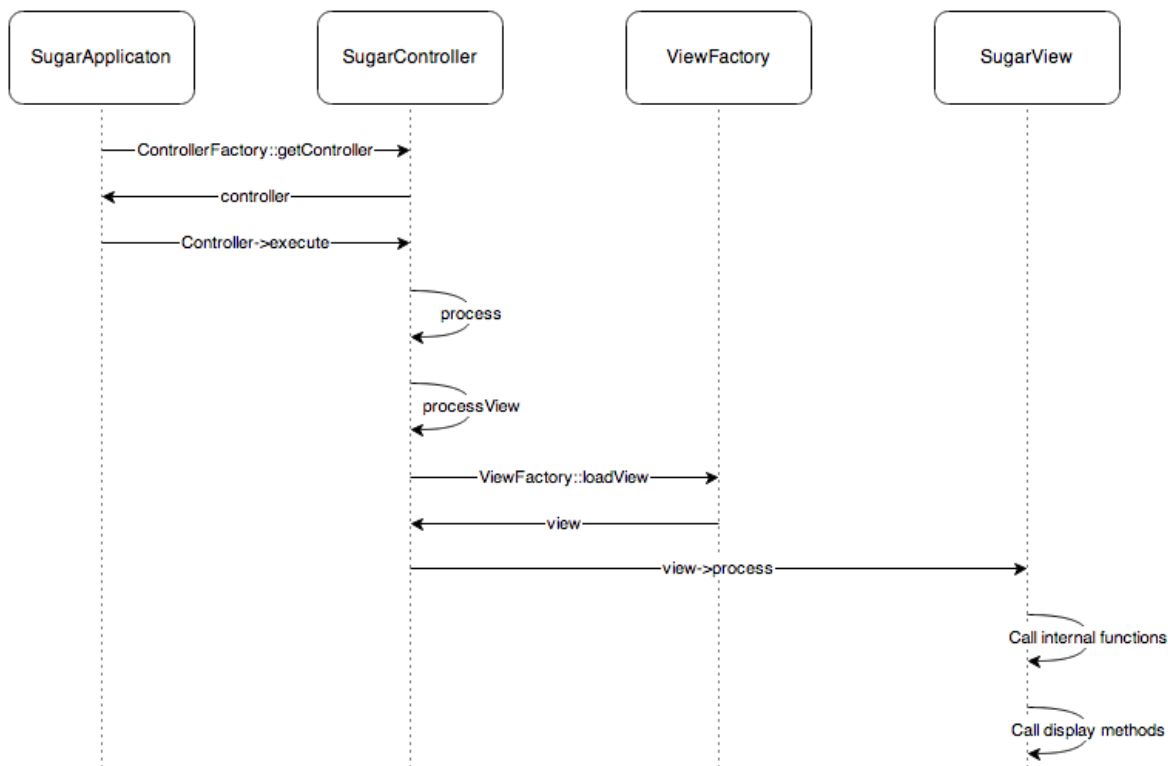 SugarApplicaton
SugarController
ViewFactory
SugarView
ControllerFactory::getController
controller
Controller->execute
process
processView
ViewFactory::loadView
view
view->process
Call internal functions
Call display methods